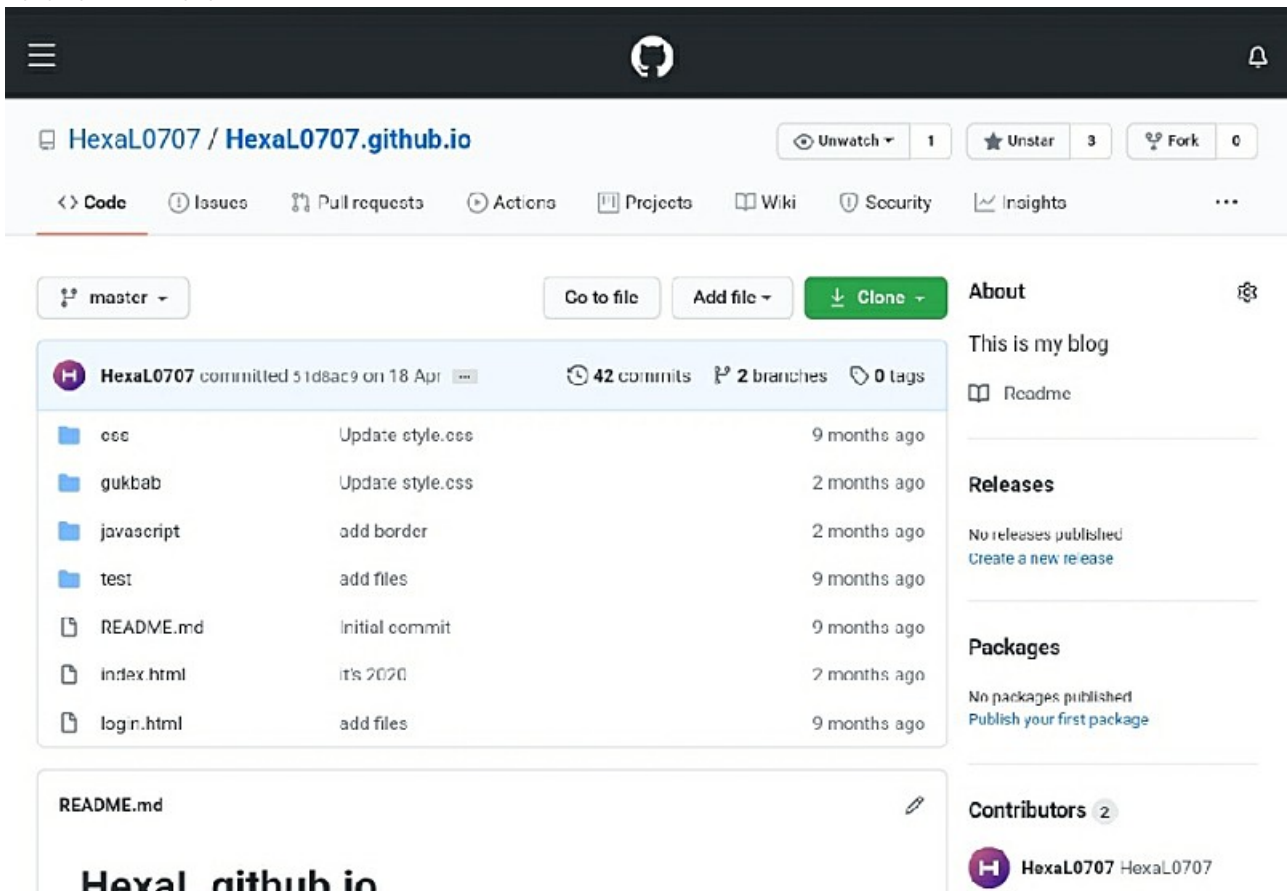 HexaL0707 / HexaL0707.github.io
Unwatch 1
Unstar 3
Fork 0
Code Issues Pull requests Actions Projects Wiki Security Insights
master Go to file Add file Clone
HexaL0707 committed 51d8ac9 on 18 Apr 42 commits 2 branches 0 tags
css Update style.css 9 months ago
gukbab Update style.css 2 months ago
javascript add border 2 months ago
test add files 9 months ago
README.md Initial commit 9 months ago
index.html it's 2020 2 months ago
login.html add files 9 months ago
README.md
HexaL.github.io
About
This is my blog
Readme
Releases
No releases published
Create a new release
Packages
No packages published
Publish your first package
Contributors 2
HexaL0707 HexaL0707